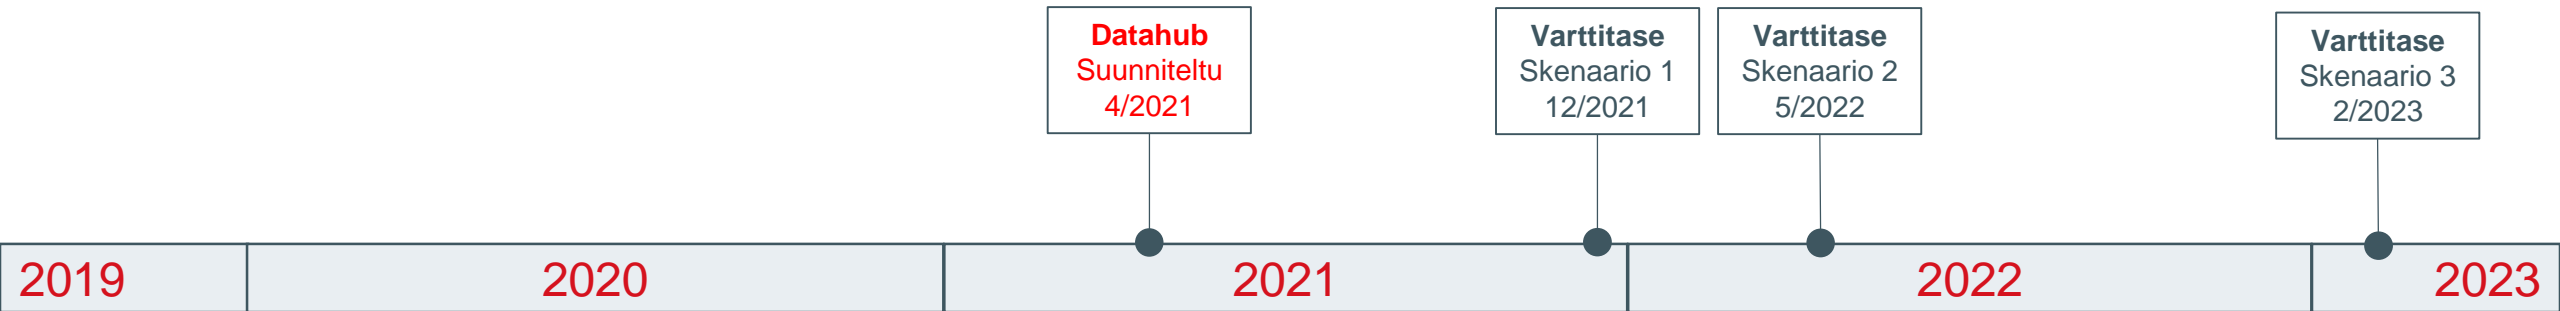 Datahub
Suunniteltu
4/2021
Varttitase
Skenaario 1
12/2021
Varttitase
Skenaario 2
5/2022
Varttitase
Skenaario 3
2/2023
2019
2020
2021
2022
2023